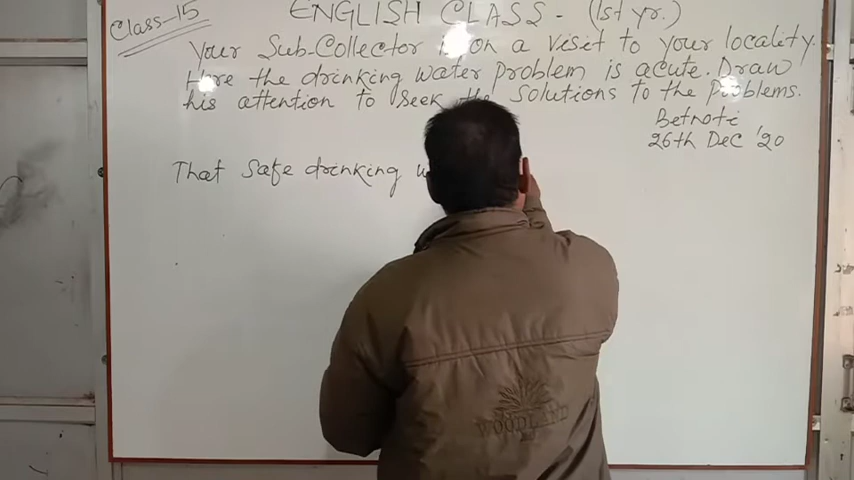 Class-15
ENGLISH CLASS - (1st yr.)
Your Sub-Collector is on a visit to your locality.
Here the drinking water problem is acute. Draw
his attention to seek the solutions to the problems.
Betnoti
26th Dec '20
That safe drinking
WOODLAND